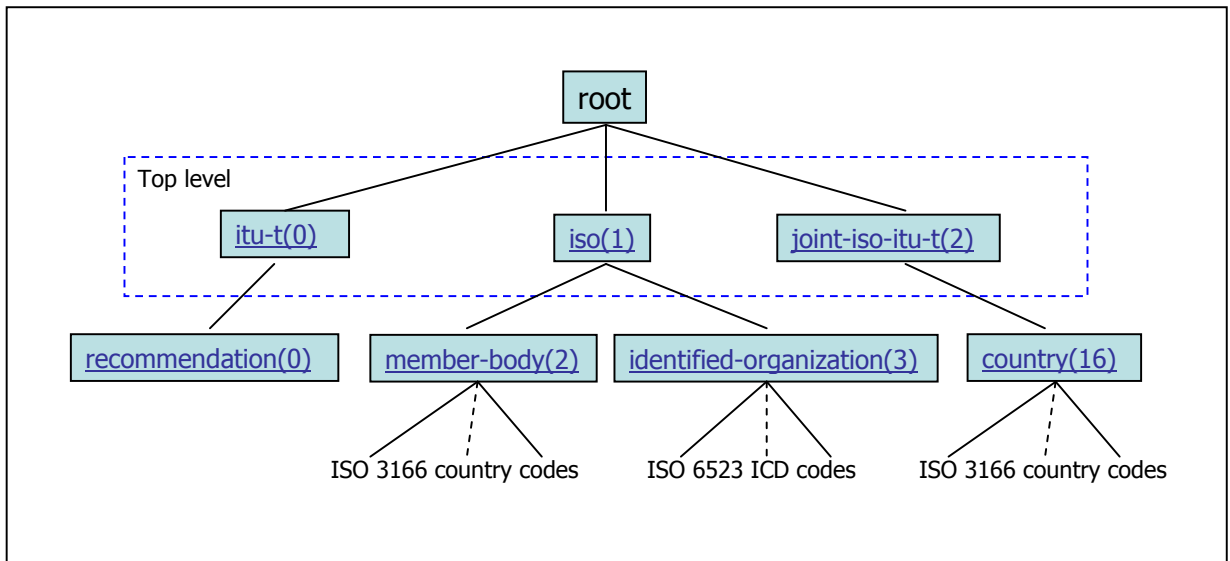 root
Top level
itu-t(0)
iso(1)
joint-iso-itu-t(2)
recommendation(0)
member-body(2)
identified-organization(3)
country(16)
ISO 3166 country codes
ISO 6523 ICD codes
ISO 3166 country codes